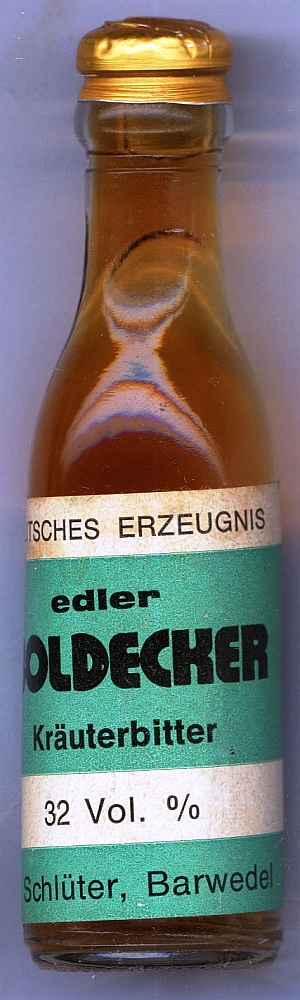 TSCHES ERZEUGNIS
edler
OLDECKER
Kräuterbitter
32 Vol. %
Schlüter, Barwedel